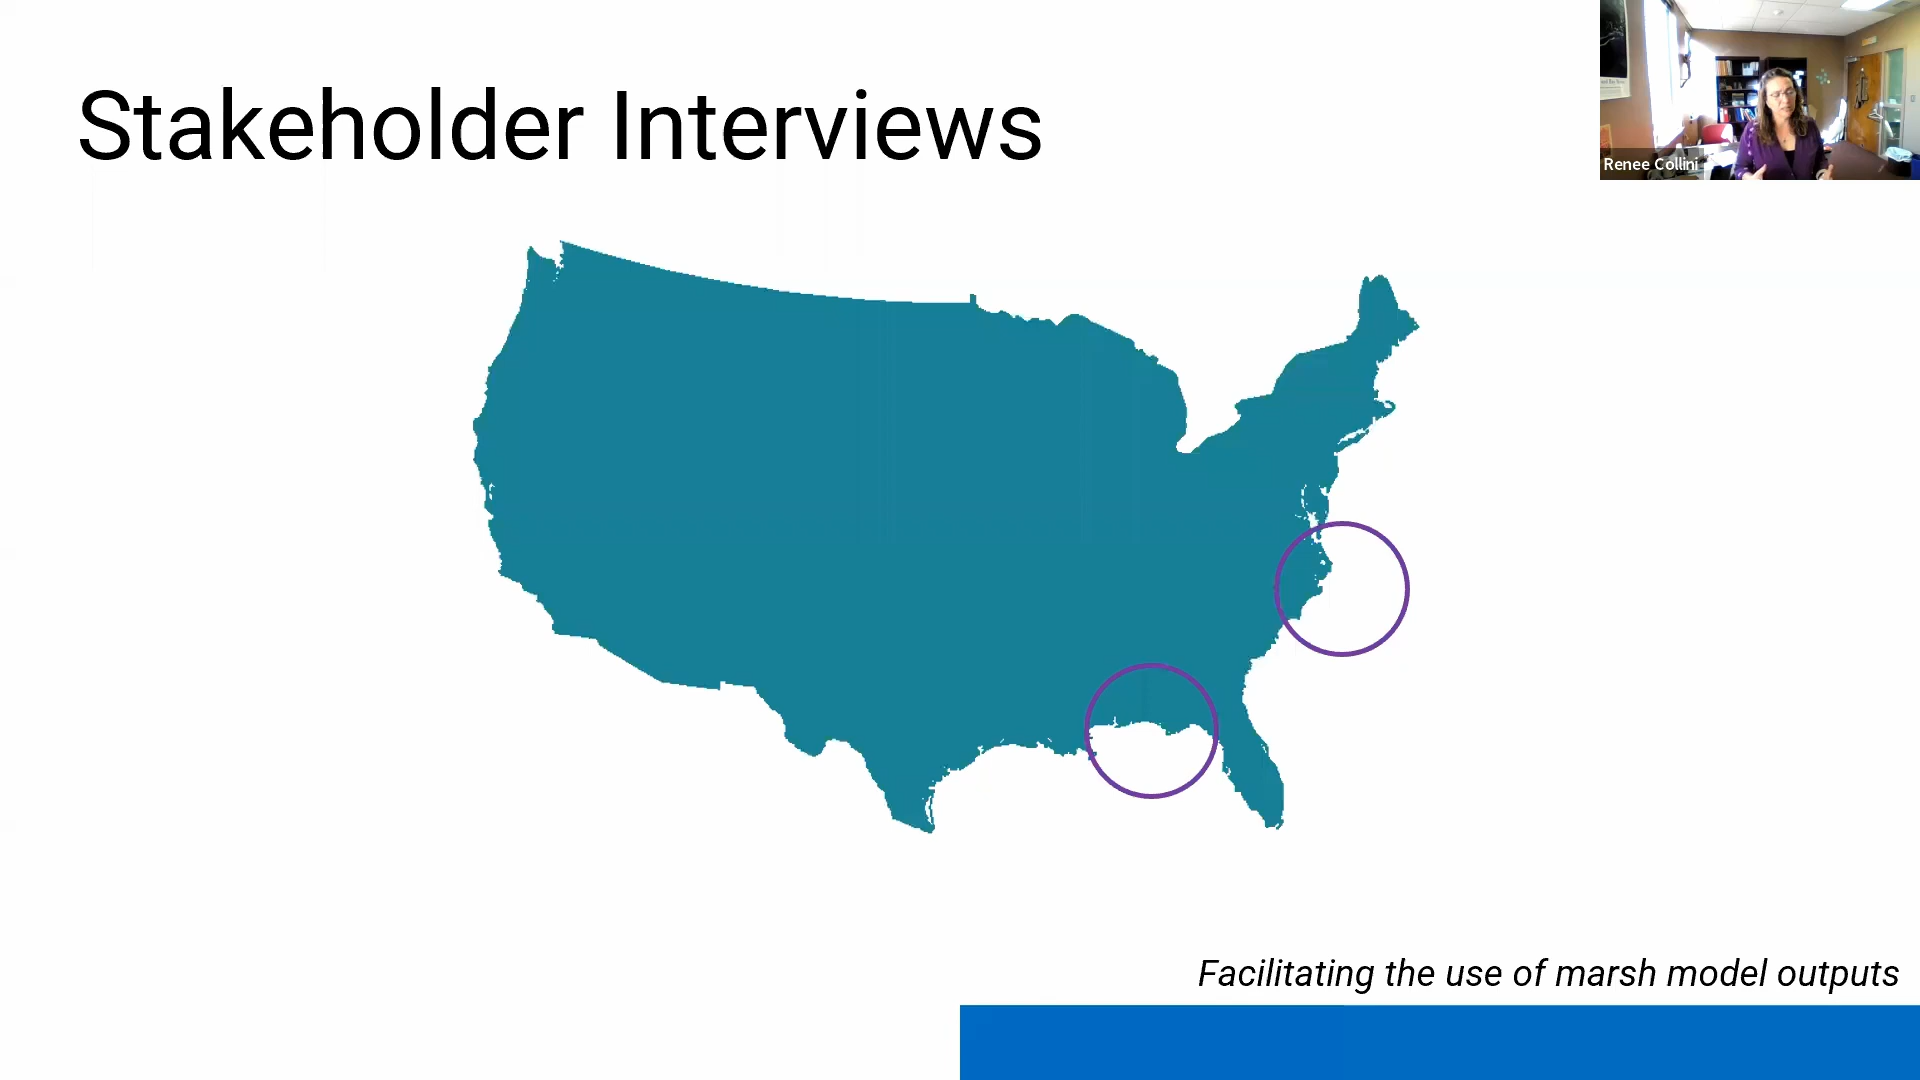 Stakeholder Interviews
Renee Collini
Facilitating the use of marsh model outputs